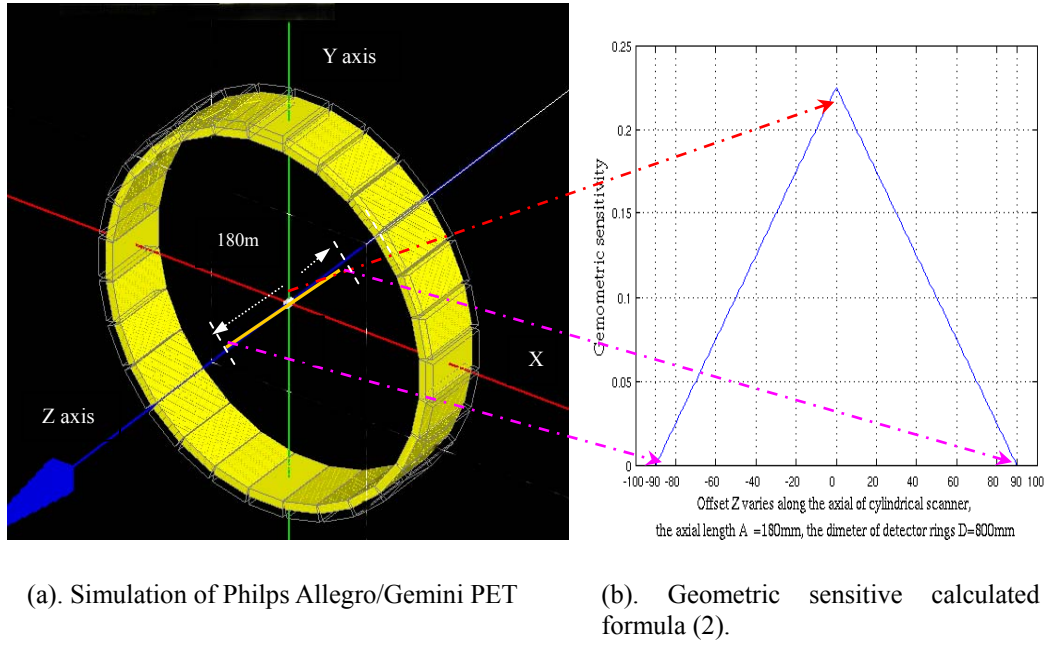 Y axis
180m
X
Z axis
0.25
0.2
0.15
0.1
0.05
0
Gemometric sensitivity
-100 -90 -80 -60 -40 -20 0 20 40 60 80 90 100
Offset Z varies along the axial of cylindrical scanner,
the axial length A =180mm, the dimeter of detector rings D=800mm
(a). Simulation of Philps Allegro/Gemini PET
(b). Geometric sensitive calculated
formula (2).